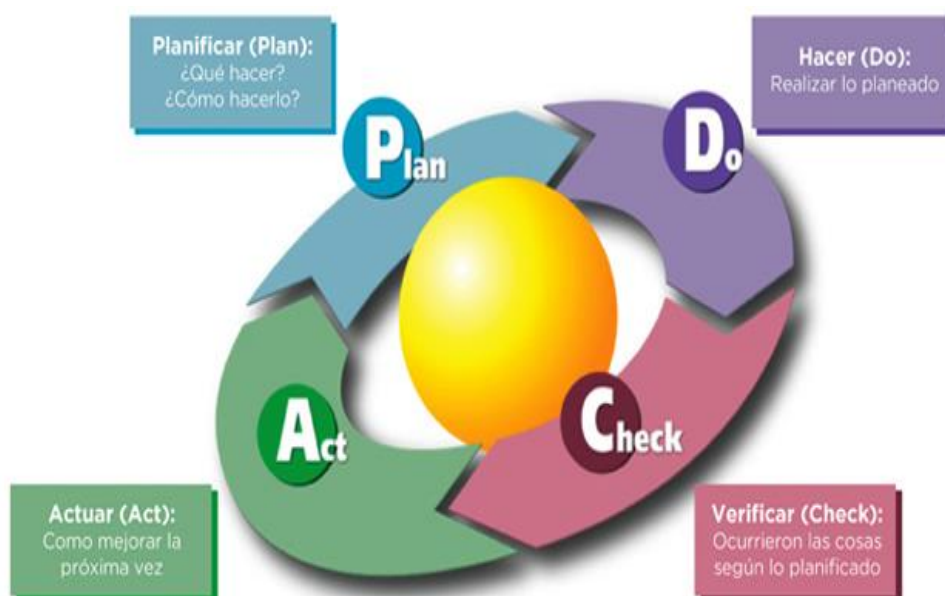 Planificar (Plan):
¿Qué hacer?
¿Cómo hacerlo?
Hacer (Do):
Realizar lo planeado
Plan
Do
Act
Check
Actuar (Act):
Como mejorar la
próxima vez
Verificar (Check):
Ocurrieron las cosas
según lo planificado